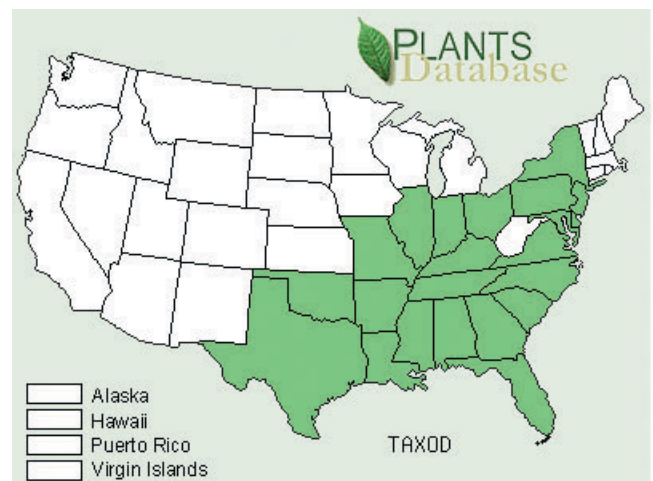 PLANTS
Database
Alaska
Hawaii
Puerto Rico
Virgin Islands
TAXOD